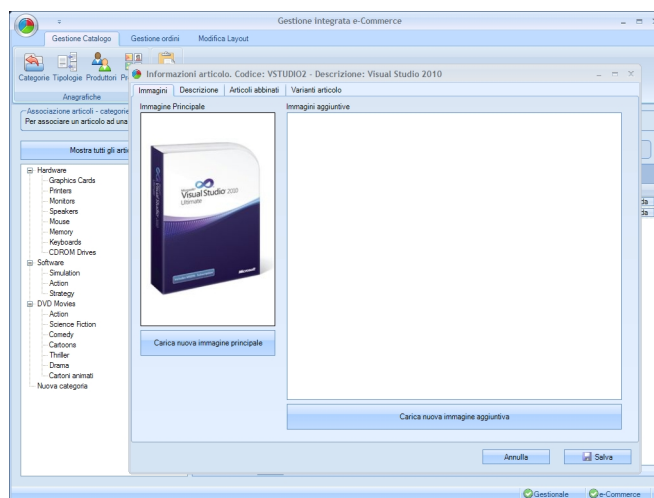 Gestione Integrata e-Commerce
Gestione Catalogo Gestione ordini Modifica Layout
Categorie Tipologie Produttori
Anagrafiche
Informazioni articolo. Codice: VSTUDIO2 - Descrizione: Visual Studio 2010
Immagini Descrizione Articoli abbinati Varianti articolo
Associazione articoli - categorie
Per associare un articolo ad una
Mostra tutti gli
Hardware
Graphics Cards
Printers
Monitors
Speakers
Mouse
Memory
Keyboards
CDROM Drives
Software
Simulation
Action
Strategy
DVD Movies
Action
Science Fiction
Comedy
Cartoons
Thriller
Drama
Cartoni animati
Nuova categoria
Immagine Principale
Visual Studio 2010
Ultimate
Microsoft
Carica nuova immagine principale
Immagini aggiuntive
Carica nuova immagine aggiuntiva
Annulla Salva
Gestionale e-Commerce